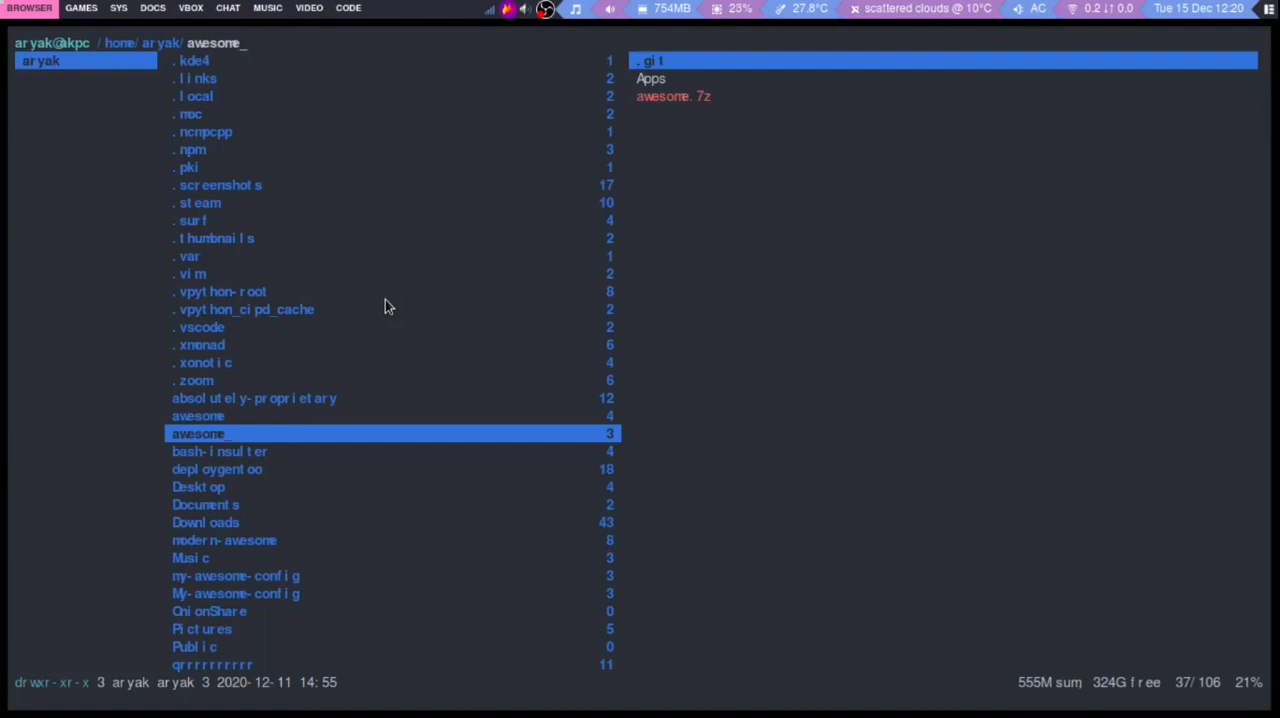 BROWSER GAMES SYS DOCS VBOX CHAT MUSIC VIDEO CODE 754MB 23% 27.8°C scattered clouds @ 10°C AC 0.2 ↓↑ 0.0 Tue 15 Dec 12:20
aryak@akpc /home/aryak/awesome_
aryak .kde4 1 .git
.links 2 Apps
.local 2 awesome.7z
.moc 2
.ncmpcpp 1
.npm 3
.pki 1
.screenshots 17
.steam 10
.surf 4
.thumbnails 2
.var 1
.vim 2
.vpython-root 8
.vpython_cipd_cache 2
.vscode 2
.xmonad 6
.xonotic 4
.zoom 6
absolutely-proprietary 12
awesome 4
awesome_ 3
bash-insulter 4
deploygentoo 18
Desktop 4
Documents 2
Downloads 43
modern-awesome 8
Music 3
my-awesome-config 3
My-awesome-config 3
OnionShare 0
Pictures 5
Public 0
qrrrrrrrrrr 11
drwxr-xr-x 3 aryak aryak 3 2020-12-11 14:55 555M sum 324G free 37/106 21%